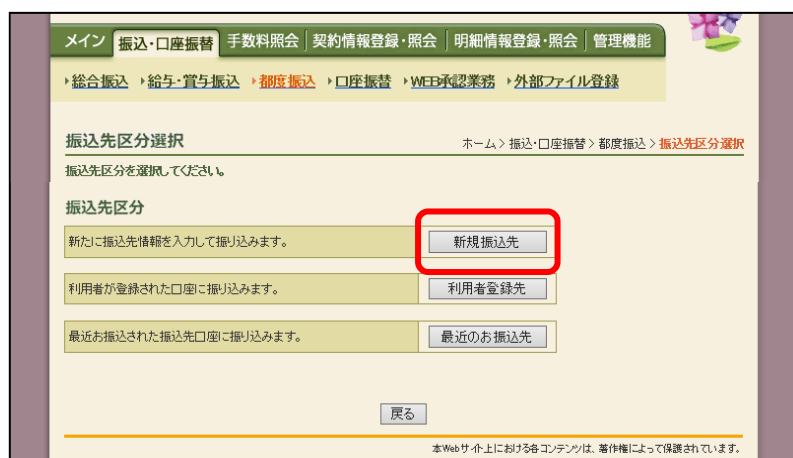 メイン 振込・口座振替 手数料照会 契約情報登録・照会 明細情報登録・照会 管理機能
総合振込 給与・賞与振込 都度振込 口座振替 WEB承認業務 外部ファイル登録
振込先区分選択
ホーム > 振込・口座振替 > 都度振込 > 振込先区分選択
振込先区分を選択してください。
振込先区分
新たに振込先情報を入力して振り込みます。 新規振込先
利用者が登録された口座に振り込みます。 利用者登録先
最近お振込された振込先口座に振り込みます。 最近のお振込先
戻る
本Webサイト上における各コンテンツは、著作権によって保護されています。